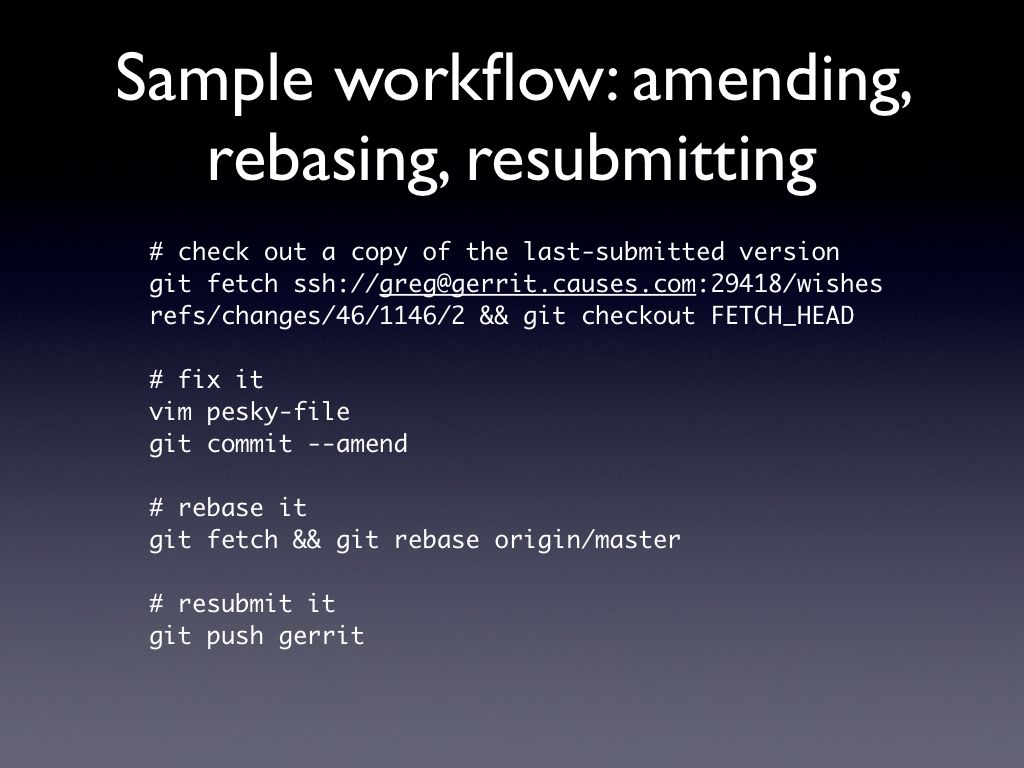 Sample workflow: amending,
rebasing, resubmitting
# check out a copy of the last-submitted version
git fetch ssh://greg@gerrit.causes.com:29418/wishes
refs/changes/46/1146/2 && git checkout FETCH_HEAD
# fix it
vim pesky-file
git commit --amend
# rebase it
git fetch && git rebase origin/master
# resubmit it
git push gerrit